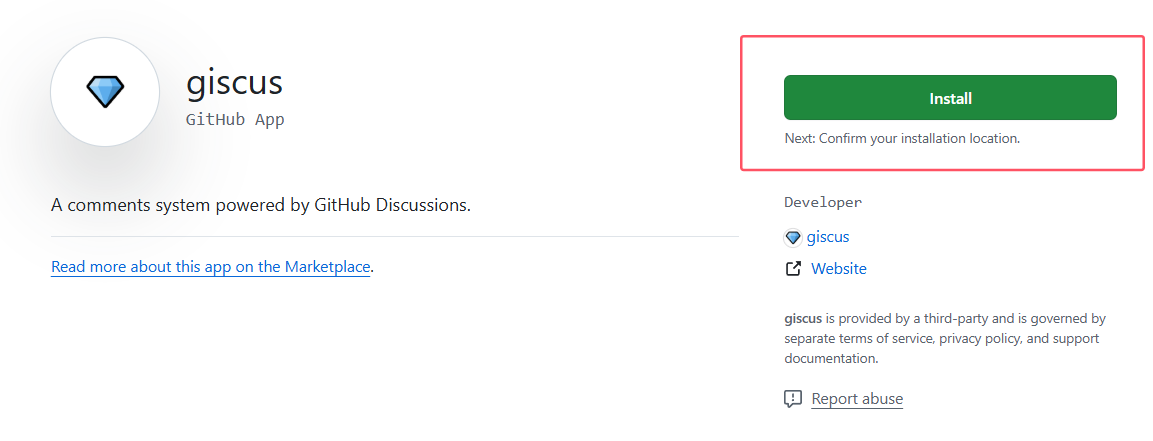 giscus
GitHub App
A comments system powered by GitHub Discussions.
Read more about this app on the Marketplace.
Install
Next: Confirm your installation location.
Developer
giscus
Website
giscus is provided by a third-party and is governed by
separate terms of service, privacy policy, and support
documentation.
Report abuse